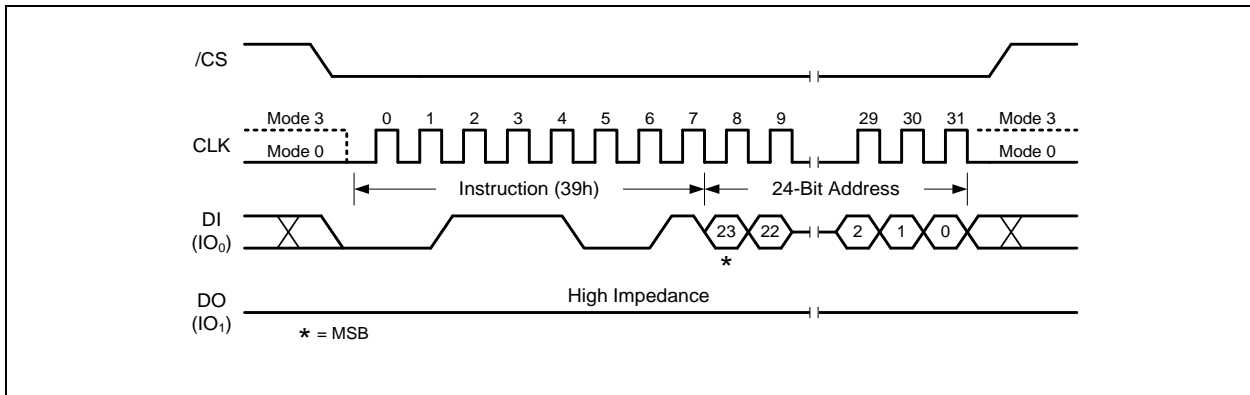 /CS
Mode 3 0 1 2 3 4 5 6 7 8 9 29 30 31 Mode 3
CLK
Mode 0 Mode 0
Instruction (39h) 24-Bit Address
DI
(IO₀)
23 22 2 1 0
*
High Impedance
DO
(IO₁)
* = MSB